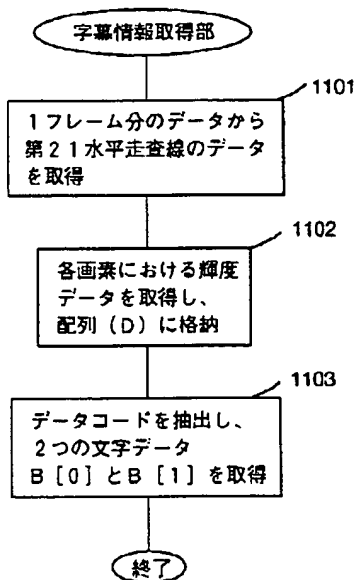 字幕情報取得部
1101
1フレーム分のデータから
第21水平走査線のデータ
を取得
1102
各画素における輝度
データを取得し、
配列（D）に格納
1103
データコードを抽出し、
2つの文字データ
B［0］とB［1］を取得
終了